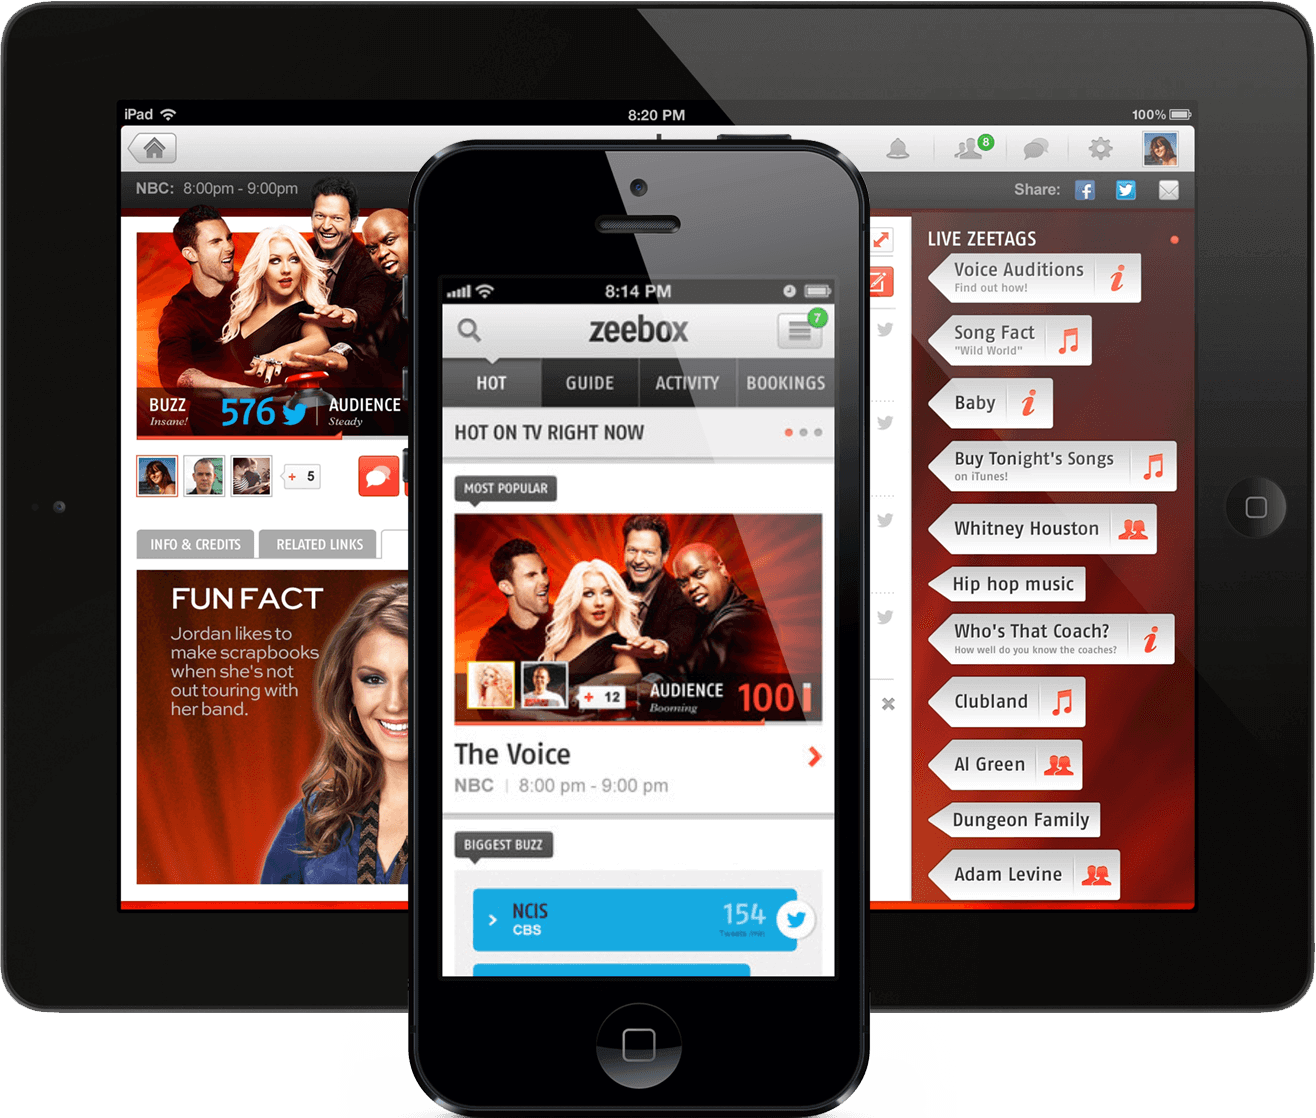 iPad
8:20 PM
100%
8
NBC: 8:00pm - 9:00pm
Share:
BUZZ
Insane!
576
AUDIENCE
Steady
+ 5
INFO & CREDITS
RELATED LINKS
FUN FACT
Jordan likes to
make scrapbooks
when she's not
out touring with
her band.
8:14 PM
zeebox
7
HOT
GUIDE
ACTIVITY
BOOKINGS
HOT ON TV RIGHT NOW
MOST POPULAR
+ 12
AUDIENCE
Booming
100
The Voice
NBC | 8:00 pm - 9:00 pm
BIGGEST BUZZ
NCIS
CBS
154
Tweets /min
LIVE ZEETAGS
Voice Auditions
Find out how!
Song Fact
"Wild World"
Baby
Buy Tonight's Songs
on iTunes!
Whitney Houston
Hip hop music
Who's That Coach?
How well do you know the coaches?
Clubland
Al Green
Dungeon Family
Adam Levine